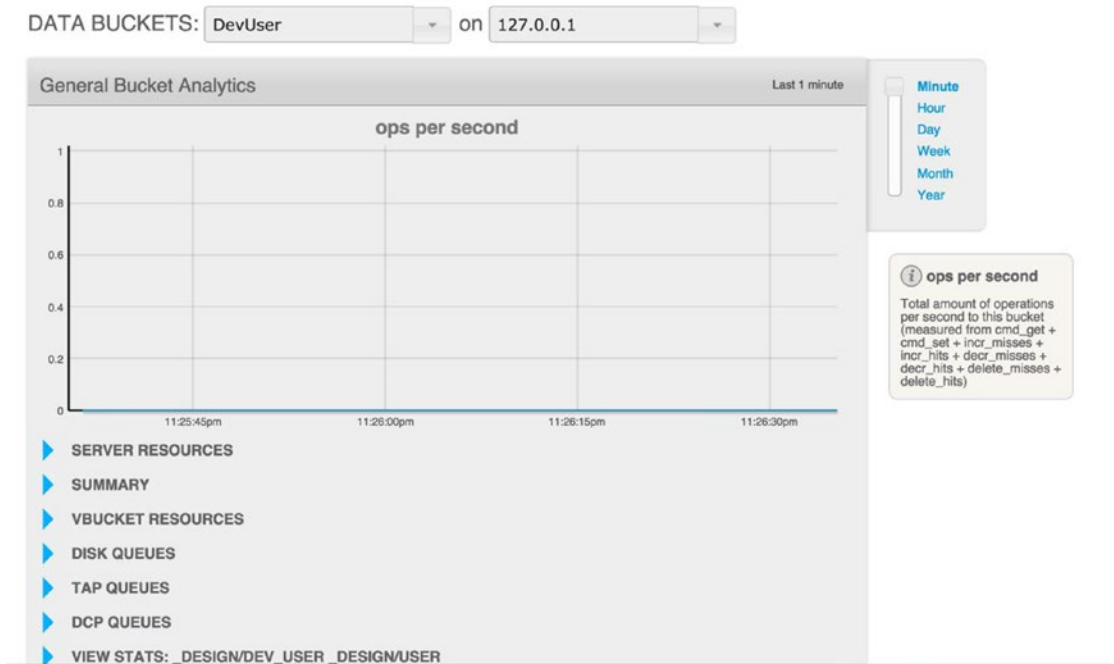 DATA BUCKETS: DevUser on 127.0.0.1
General Bucket Analytics
Last 1 minute
Minute
Hour
Day
Week
Month
Year
ops per second
1
0.8
0.6
0.4
0.2
0
11:25:45pm
11:26:00pm
11:26:15pm
11:26:30pm
i ops per second
Total amount of operations
per second to this bucket
(measured from cmd_get +
cmd_set + incr_misses +
incr_hits + decr_misses +
decr_hits + delete_misses +
delete_hits)
SERVER RESOURCES
SUMMARY
VBUCKET RESOURCES
DISK QUEUES
TAP QUEUES
DCP QUEUES
VIEW STATS: _DESIGN/DEV_USER _DESIGN/USER